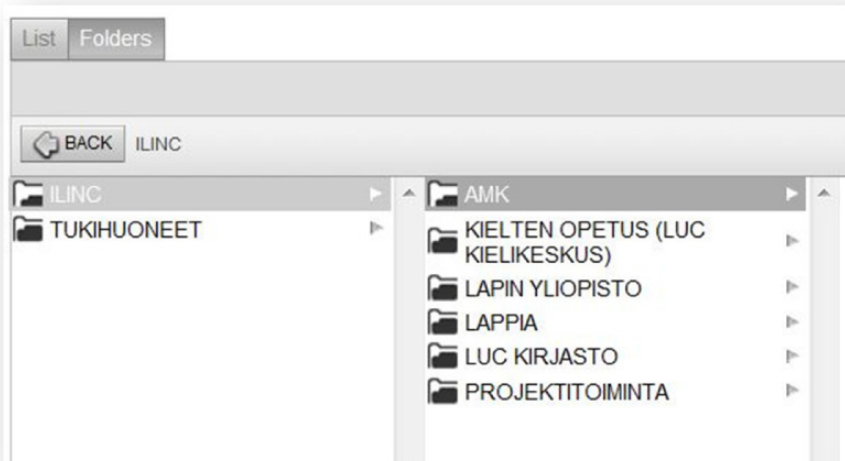 List Folders
BACK ILINC
ILINC
TUKIHUONEET
AMK
KIELTEN OPETUS (LUC
KIELIKESKUS)
LAPIN YLIOPISTO
LAPPIA
LUC KIRJASTO
PROJEKTITOIMINTA